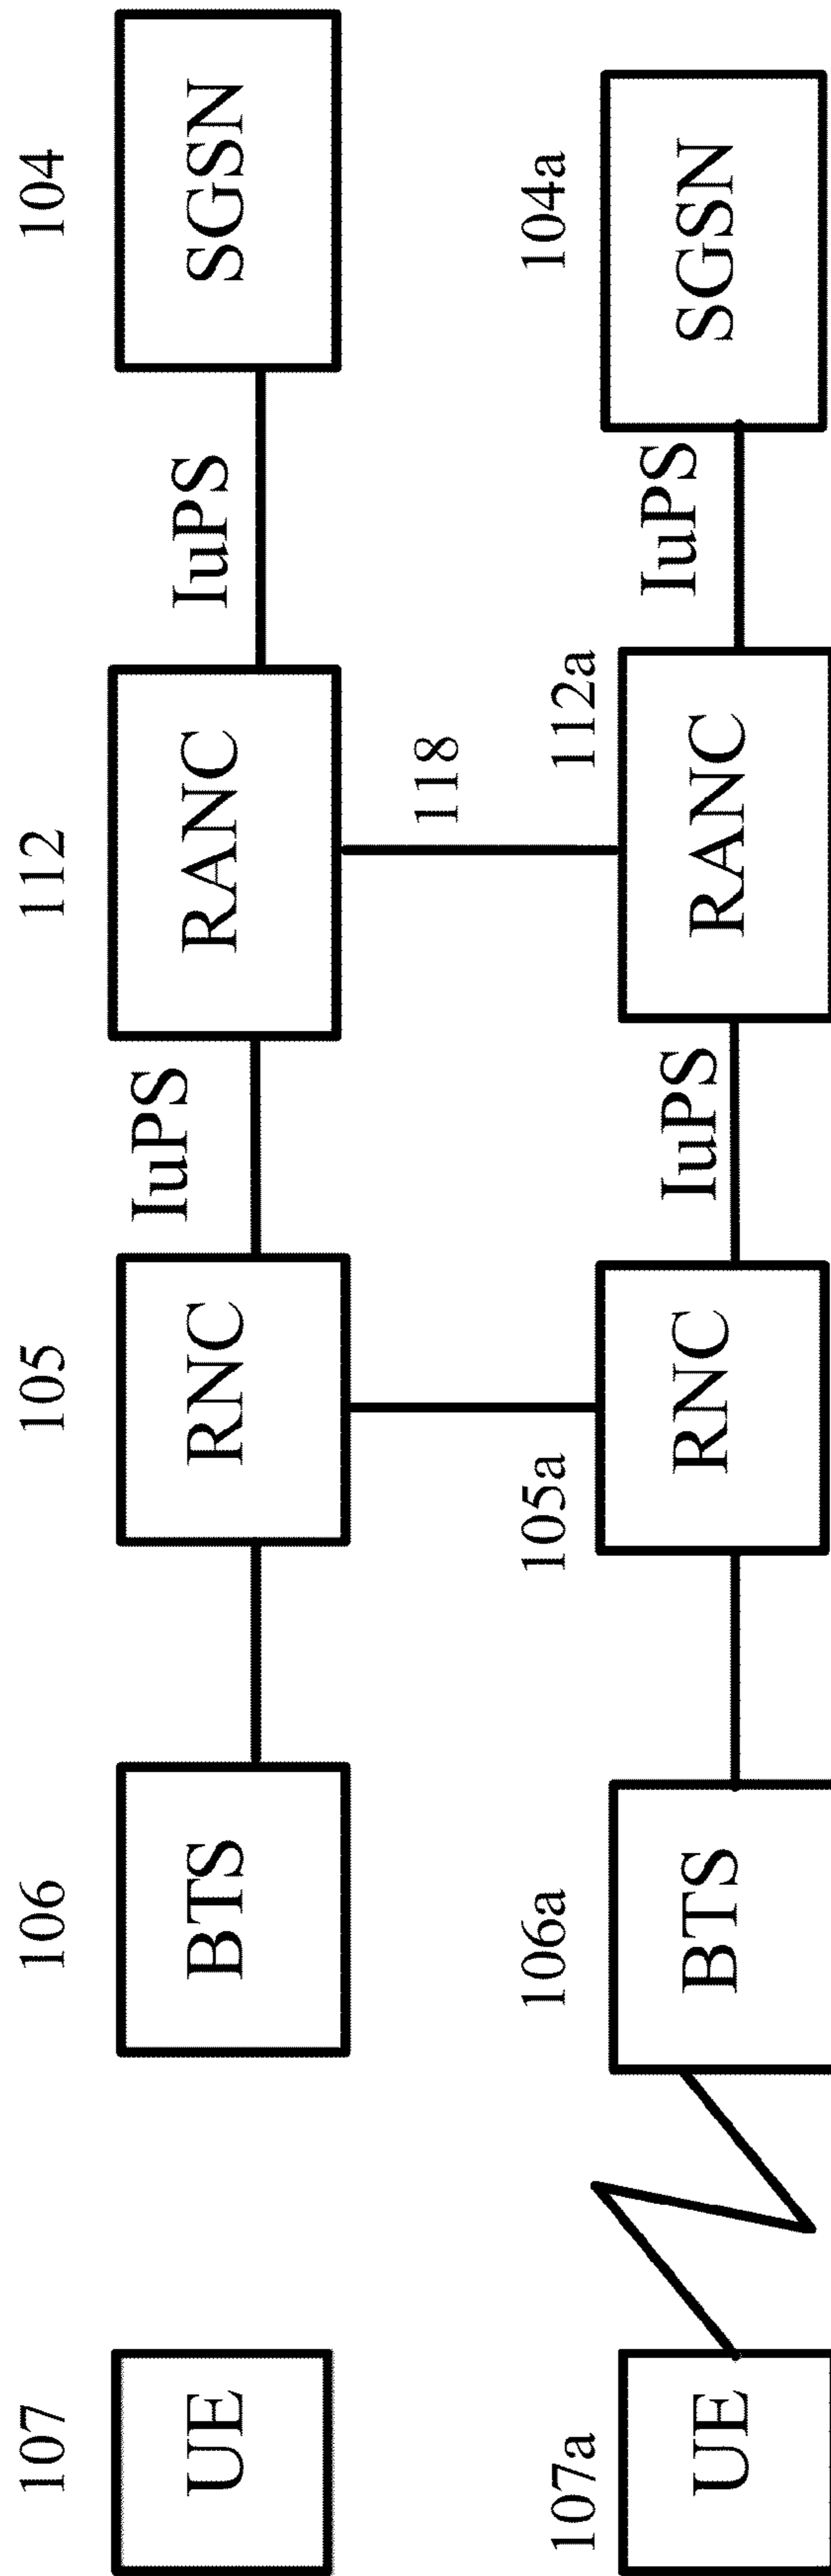 107
106
105
112
104
UE
BTS
RNC
IuPS
RANC
IuPS
SGSN
118
107a
106a
105a
112a
104a
UE
BTS
RNC
IuPS
RANC
IuPS
SGSN